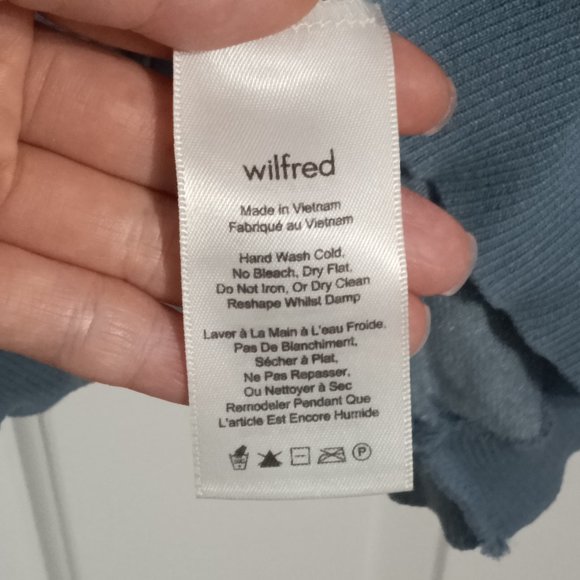 wilfred
Made in Vietnam
Fabriqué au Vietnam
Hand Wash Cold,
No Bleach, Dry Flat.
Do Not Iron, Or Dry Clean
Reshape Whilst Damp
Laver à La Main à L'eau Froide.
Pas De Blanchiment,
Sécher à Plat,
Ne Pas Repasser,
Ou Nettoyer à Sec
Remodeler Pendant Que
L'article Est Encore Humide
P